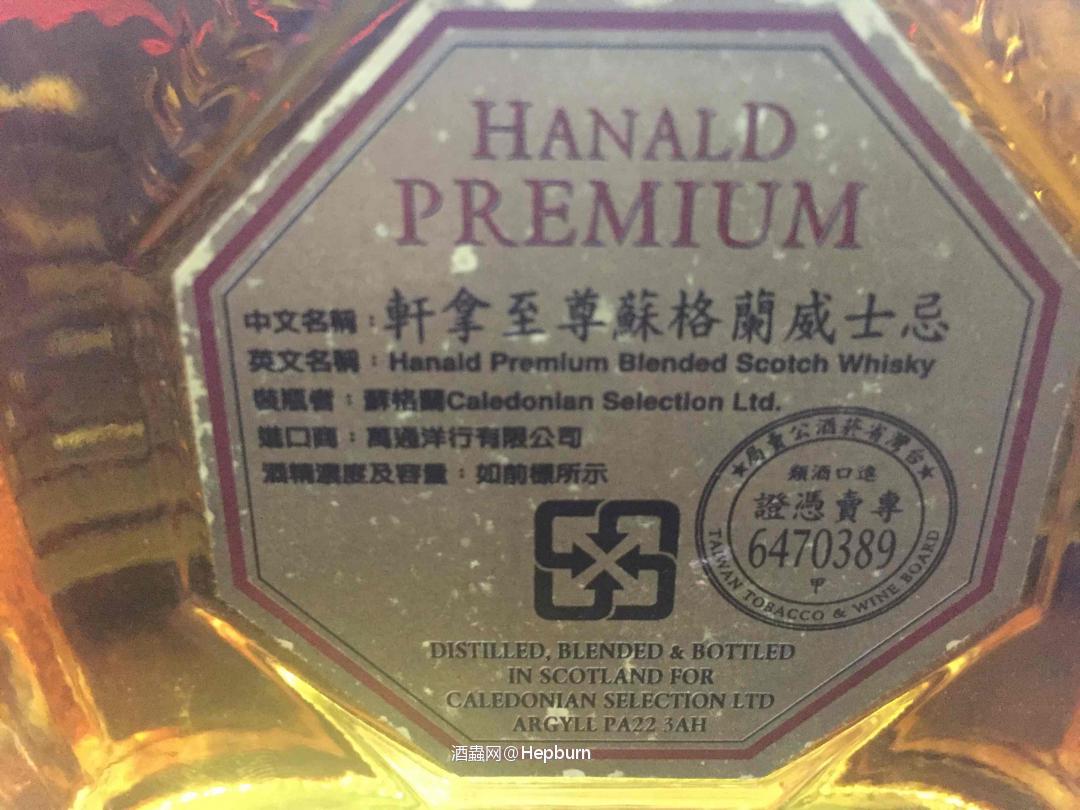 HANALD
PREMIUM
中文名稱：軒拿至尊蘇格蘭威士忌
英文名稱：Hanald Premium Blended Scotch Whisky
裝瓶者：蘇格蘭Caledonian Selection Ltd.
進口商：萬通洋行有限公司
酒精濃度及容量：如前標所示
★局賣公酒菸省灣台★
類酒口進
證憑賣專
6470389
甲
TAIWAN TOBACCO & WINE BOARD
DISTILLED, BLENDED & BOTTLED
IN SCOTLAND FOR
CALEDONIAN SELECTION LTD
ARGYLL PA22 3AH
酒蟲网@Hepburn